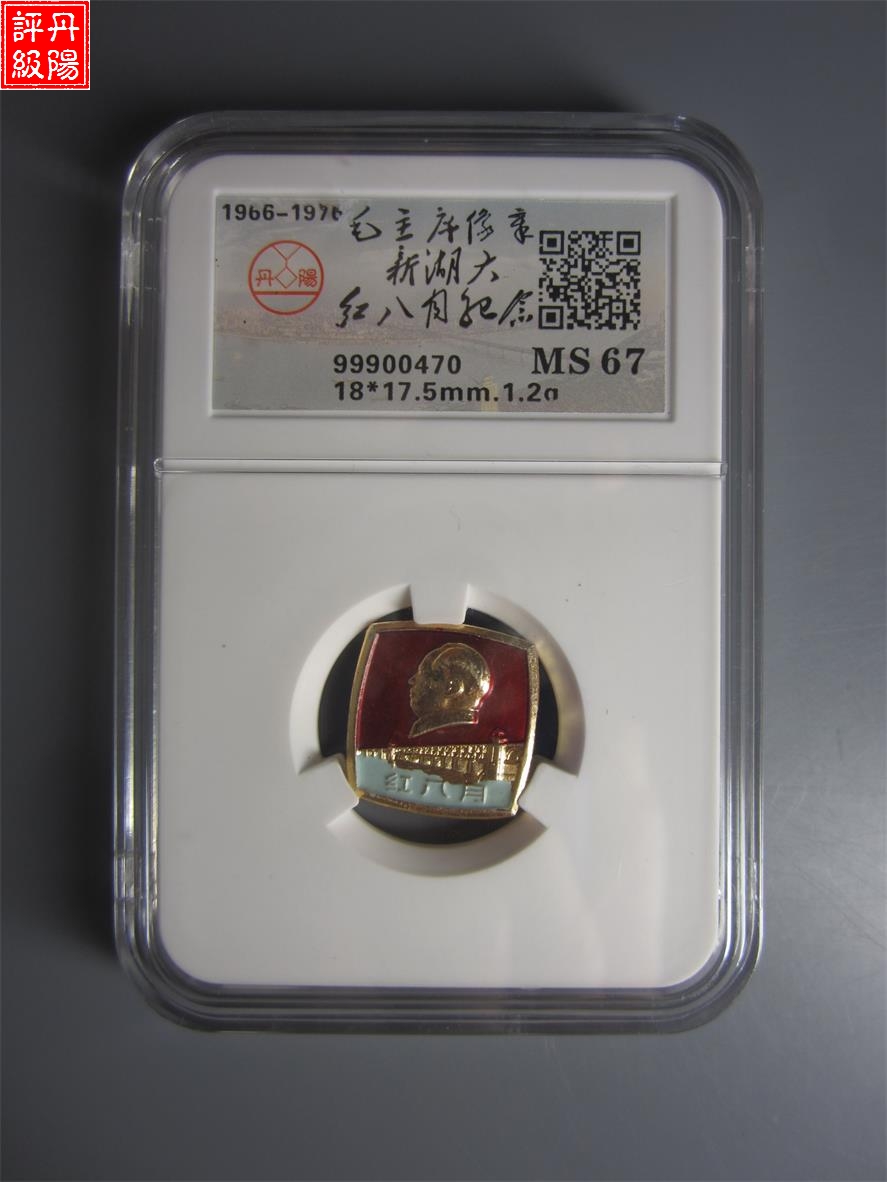 丹陽
評級
1966-1976
毛主席像章
丹陽
新湖大
红八月纪念
99900470
MS 67
18*17.5mm.1.2g
红八月